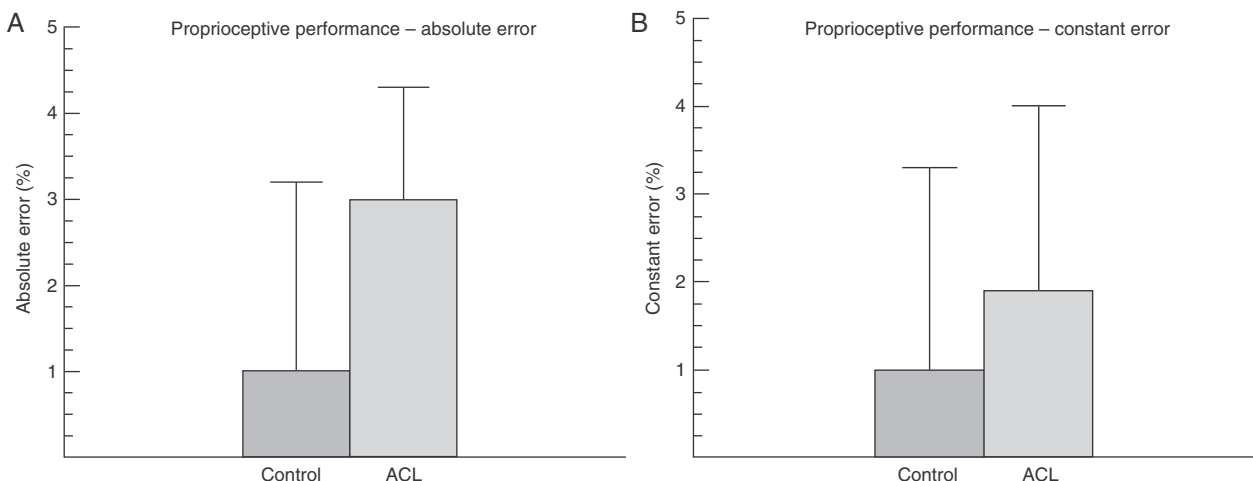 A
Proprioceptive performance – absolute error
5
4
3
2
1
Absolute error (%)
Control
ACL
B
Proprioceptive performance – constant error
5
4
3
2
1
Constant error (%)
Control
ACL